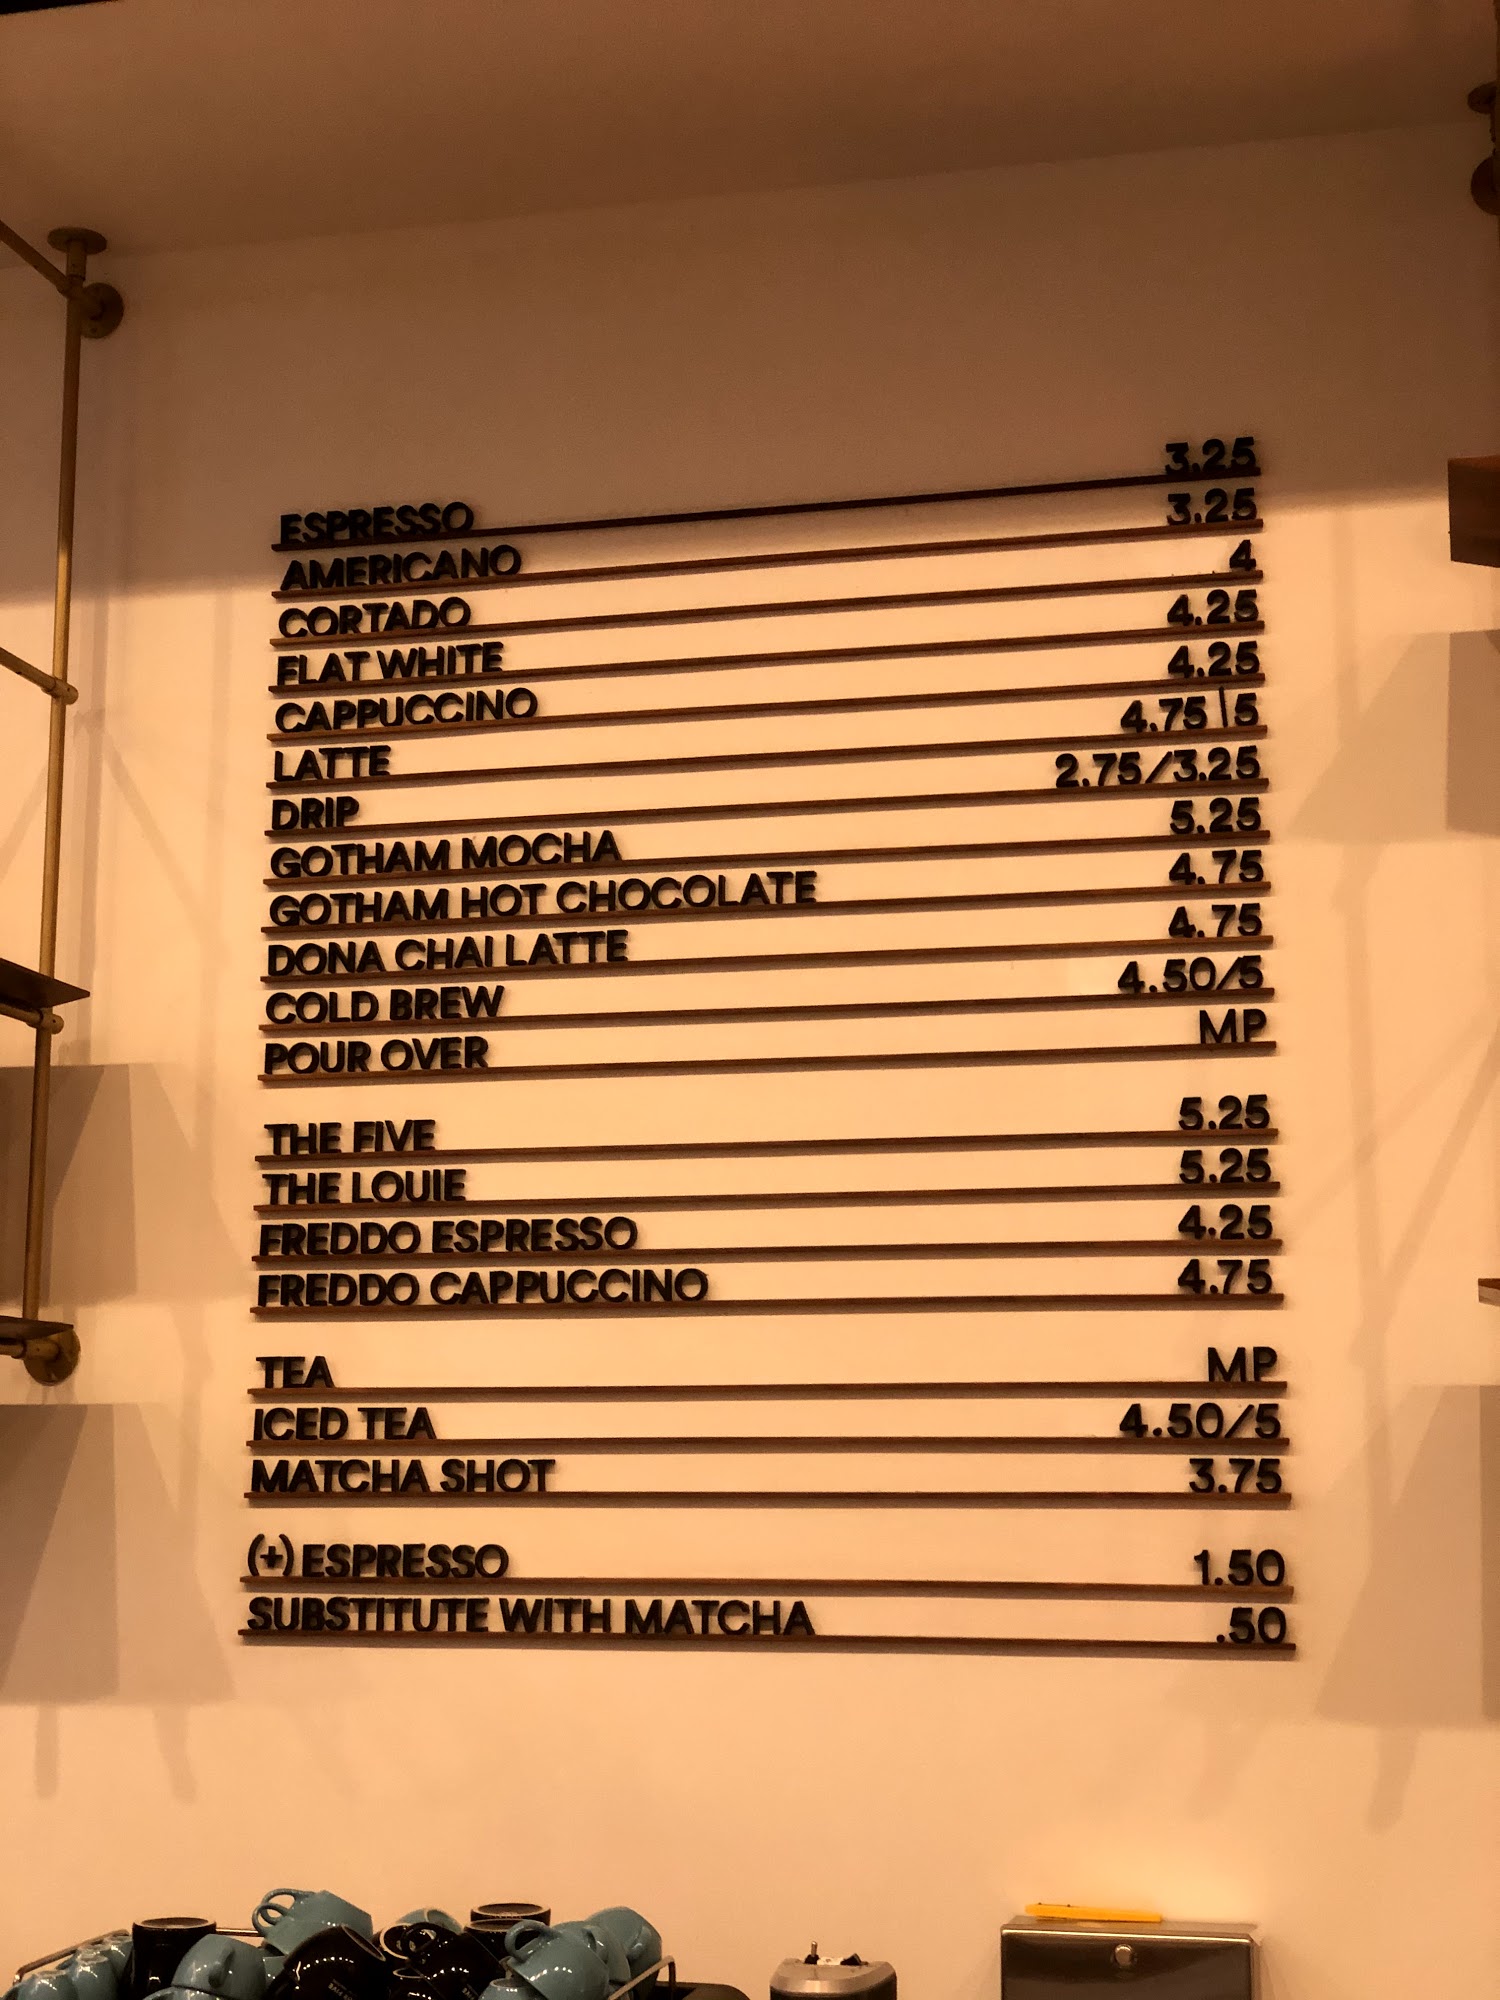 ESPRESSO 3.25
AMERICANO 3.25
CORTADO 4
FLAT WHITE 4.25
CAPPUCCINO 4.25
LATTE 4.75\5
DRIP 2.75/3.25
GOTHAM MOCHA 5.25
GOTHAM HOT CHOCOLATE 4.75
DONA CHAI LATTE 4.75
COLD BREW 4.50/5
POUR OVER MP
THE FIVE 5.25
THE LOUIE 5.25
FREDDO ESPRESSO 4.25
FREDDO CAPPUCCINO 4.75
TEA MP
ICED TEA 4.50/5
MATCHA SHOT 3.75
(+) ESPRESSO 1.50
SUBSTITUTE WITH MATCHA .50